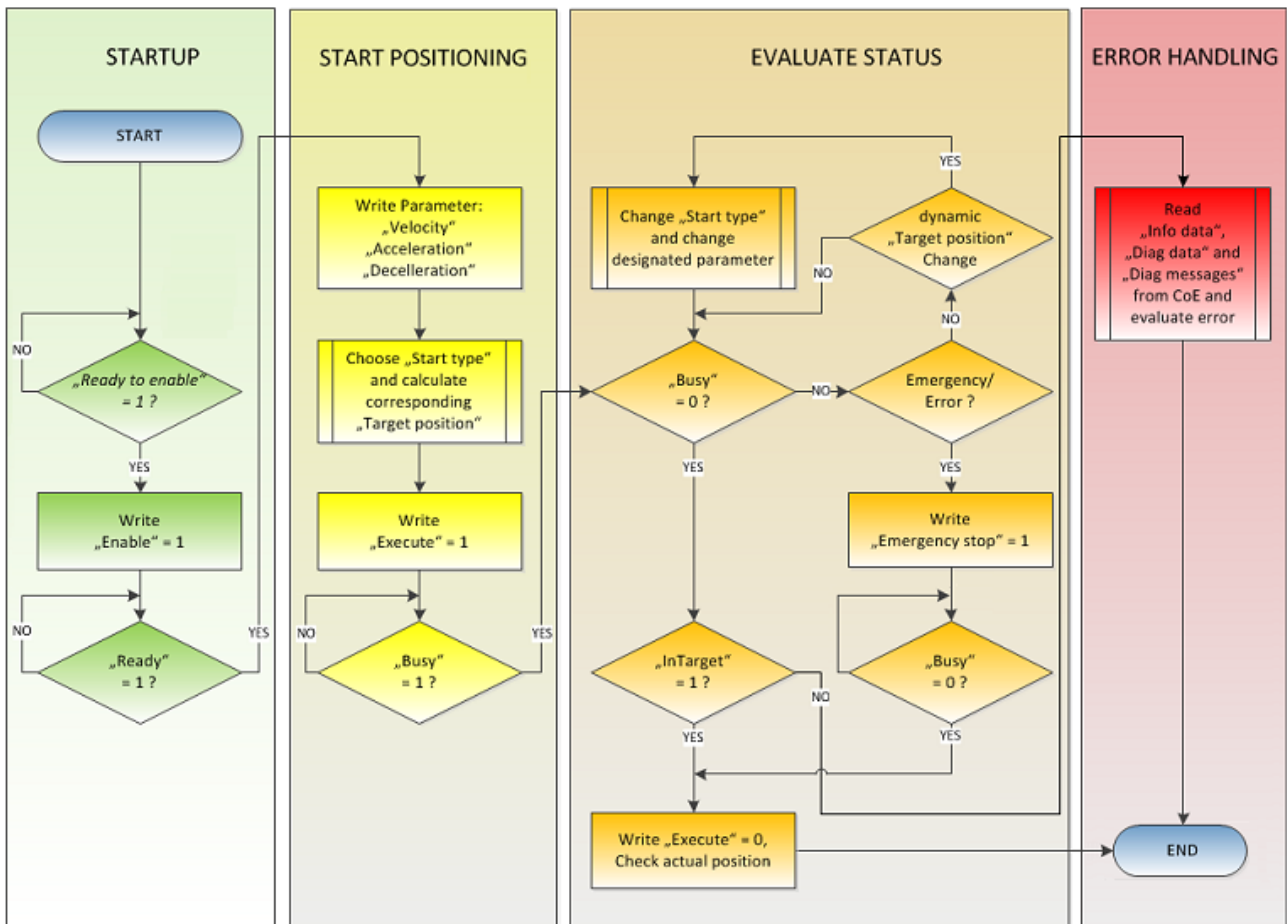 STARTUP
START
NO
„Ready to enable“
= 1 ?
YES
Write
„Enable“ = 1
NO
„Ready“
= 1 ?
YES
START POSITIONING
Write Parameter:
„Velocity“
„Acceleration“
„Decelleration“
Choose „Start type“
and calculate
corresponding
„Target position“
Write
„Execute“ = 1
NO
„Busy“
= 1 ?
YES
EVALUATE STATUS
Change „Start type“
and change
designated parameter
YES
dynamic
„Target position“
Change
NO
NO
„Busy“
= 0 ?
NO
Emergency/
Error ?
YES
YES
Write
„Emergency stop“ = 1
„InTarget“
= 1 ?
NO
„Busy“
= 0 ?
YES
YES
Write „Execute“ = 0,
Check actual position
ERROR HANDLING
Read
„Info data“,
„Diag data“ and
„Diag messages“
from CoE and
evaluate error
END